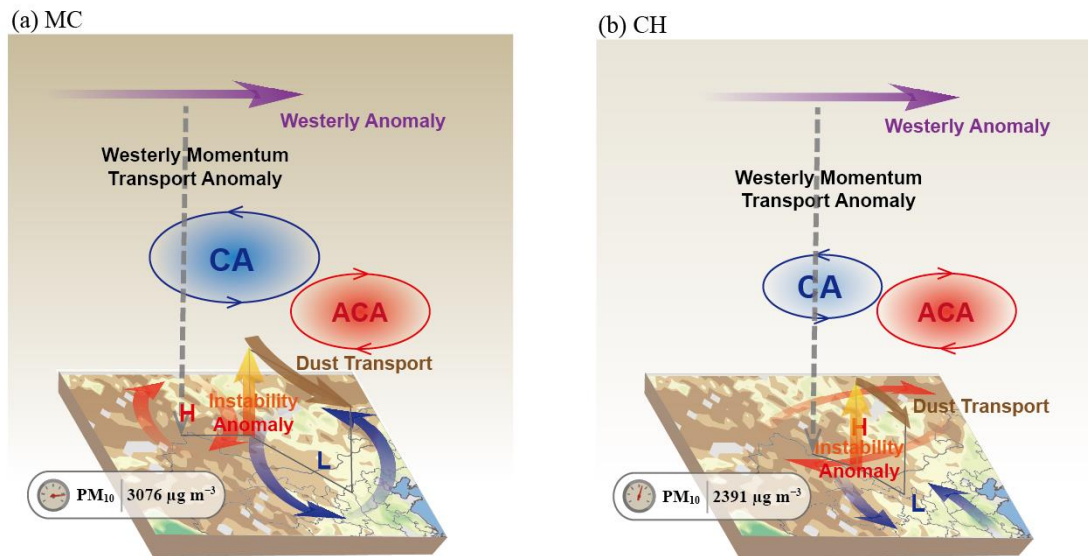 (a) MC
Westerly Anomaly
Westerly Momentum
Transport Anomaly
CA
ACA
Dust Transport
H
Instability
Anomaly
L
PM₁₀
3076 μg m⁻³
(b) CH
Westerly Anomaly
Westerly Momentum
Transport Anomaly
CA
ACA
Dust Transport
H
Instability
Anomaly
L
PM₁₀
2391 μg m⁻³